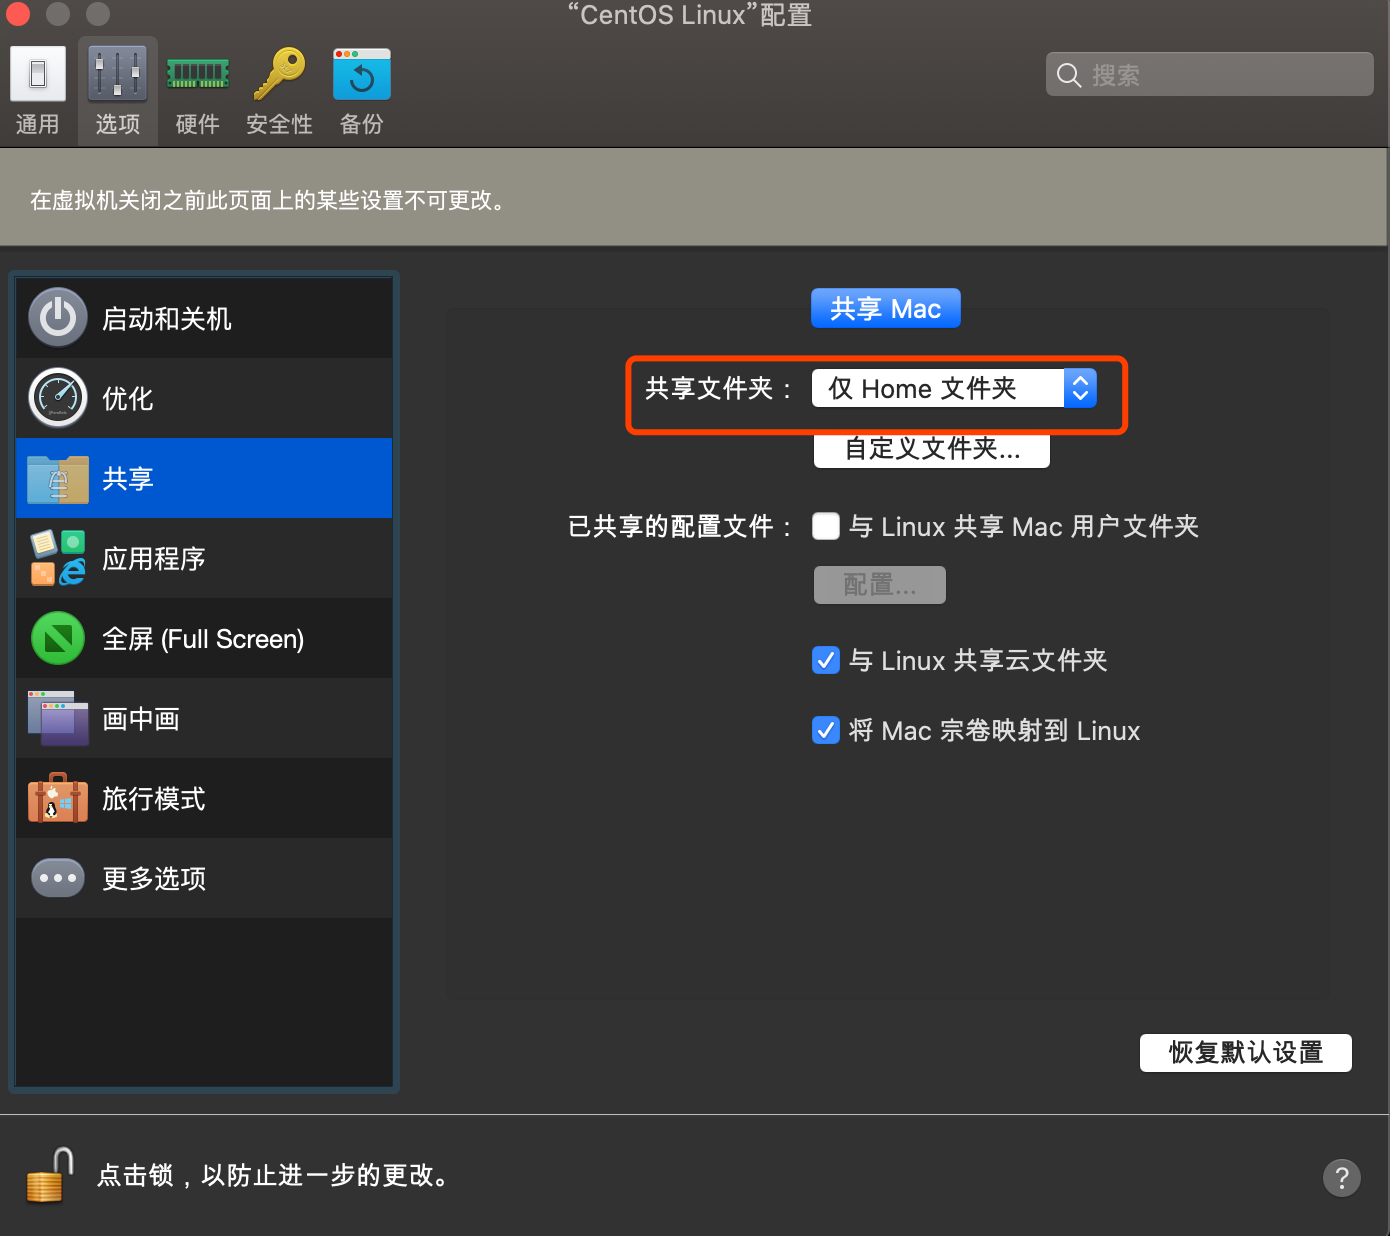 “CentOS Linux”配置
通用
选项
硬件
安全性
备份
搜索
在虚拟机关闭之前此页面上的某些设置不可更改。
启动和关机
优化
共享
应用程序
全屏 (Full Screen)
画中画
旅行模式
更多选项
共享 Mac
共享文件夹： 仅 Home 文件夹
自定义文件夹...
已共享的配置文件： 与 Linux 共享 Mac 用户文件夹
配置...
与 Linux 共享云文件夹
将 Mac 宗卷映射到 Linux
恢复默认设置
点击锁，以防止进一步的更改。
?